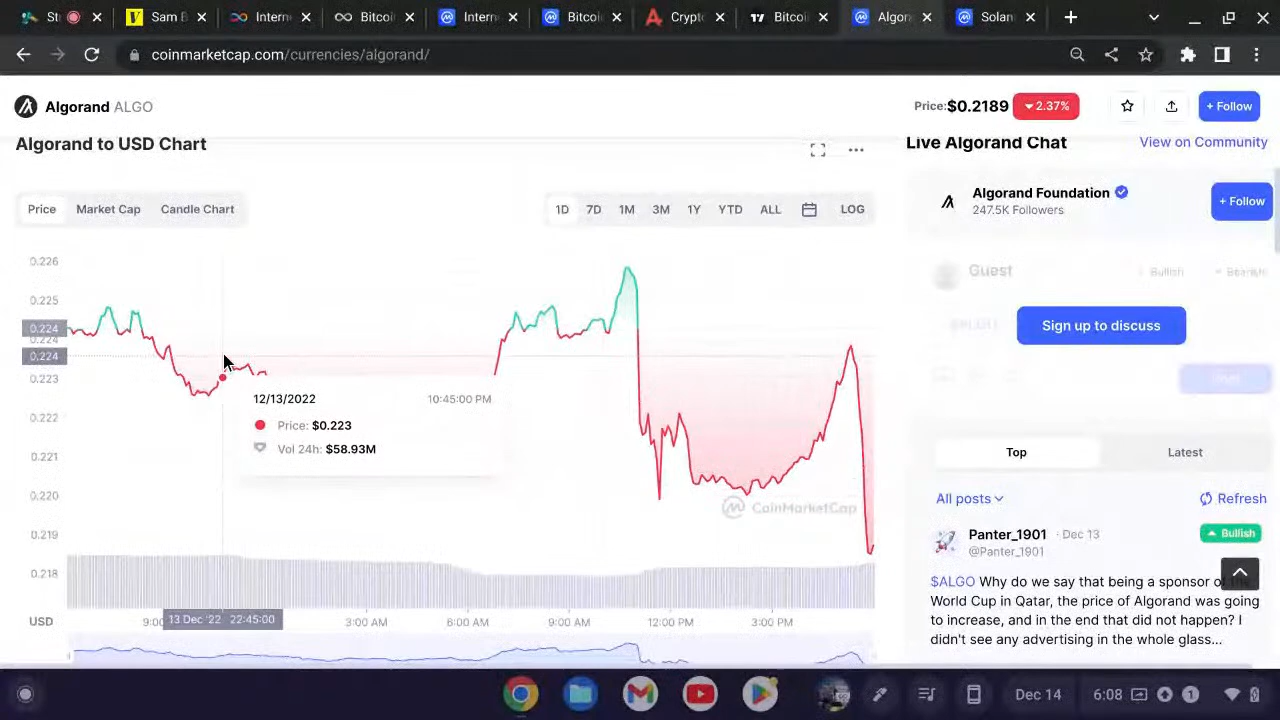 St
Sam B
Intern
Bitcoi
Intern
Bitcoi
Crypto
Bitcoi
Algora
Solan
coinmarketcap.com/currencies/algorand/
Algorand ALGO
Price:$0.2189 2.37%
+ Follow
Algorand to USD Chart
Live Algorand Chat
View on Community
Algorand Foundation
247.5K Followers
+ Follow
Price Market Cap Candle Chart
1D 7D 1M 3M 1Y YTD ALL LOG
Guest
Bullish
Bearish
Sign up to discuss
0.226
0.225
0.224
0.224
0.224
0.223
0.222
0.221
0.220
0.219
0.218
12/13/2022 10:45:00 PM
Price: $0.223
Vol 24h: $58.93M
CoinMarketCap
USD
9:00
13 Dec '22 22:45:00
3:00 AM
6:00 AM
9:00 AM
12:00 PM
3:00 PM
Top
Latest
All posts
Refresh
Panter_1901 · Dec 13
@Panter_1901
Bullish
$ALGO Why do we say that being a sponsor of the
World Cup in Qatar, the price of Algorand was going
to increase, and in the end that did not happen? I
didn't see any advertising in the whole glass...
Dec 14
6:08
1